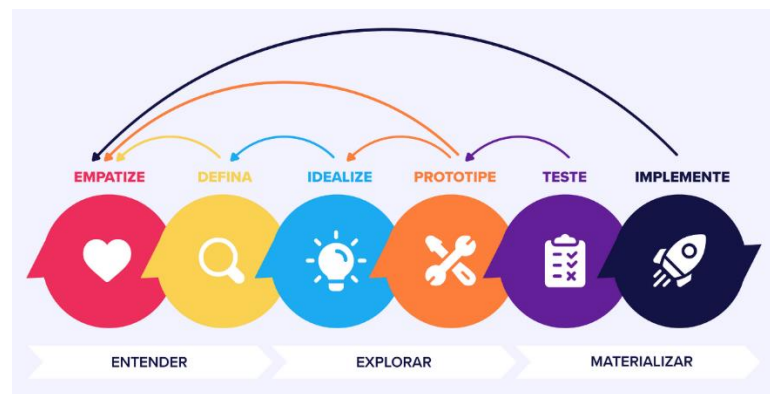 EMPATIZE
DEFINA
IDEALIZE
PROTOTIPE
TESTE
IMPLEMENTE
ENTENDER
EXPLORAR
MATERIALIZAR